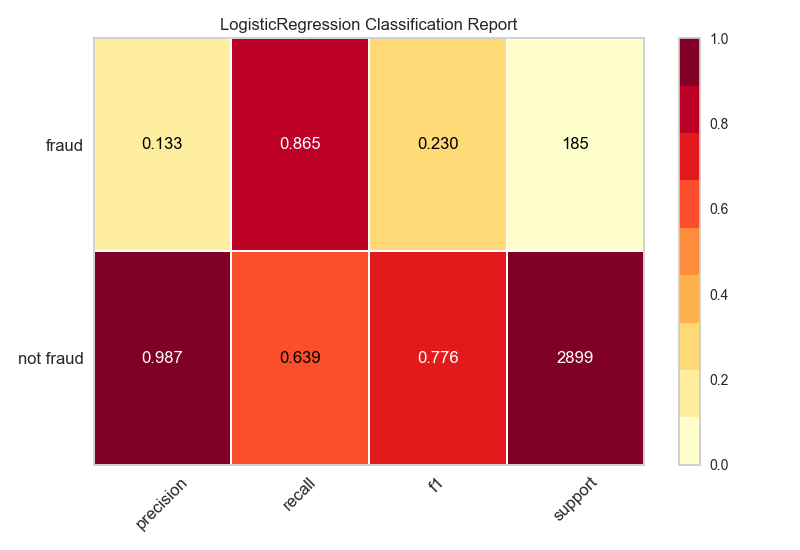 LogisticRegression Classification Report
fraud
0.133 0.865 0.230 185
not fraud
0.987 0.639 0.776 2899
precision recall f1 support
1.0
0.8
0.6
0.4
0.2
0.0